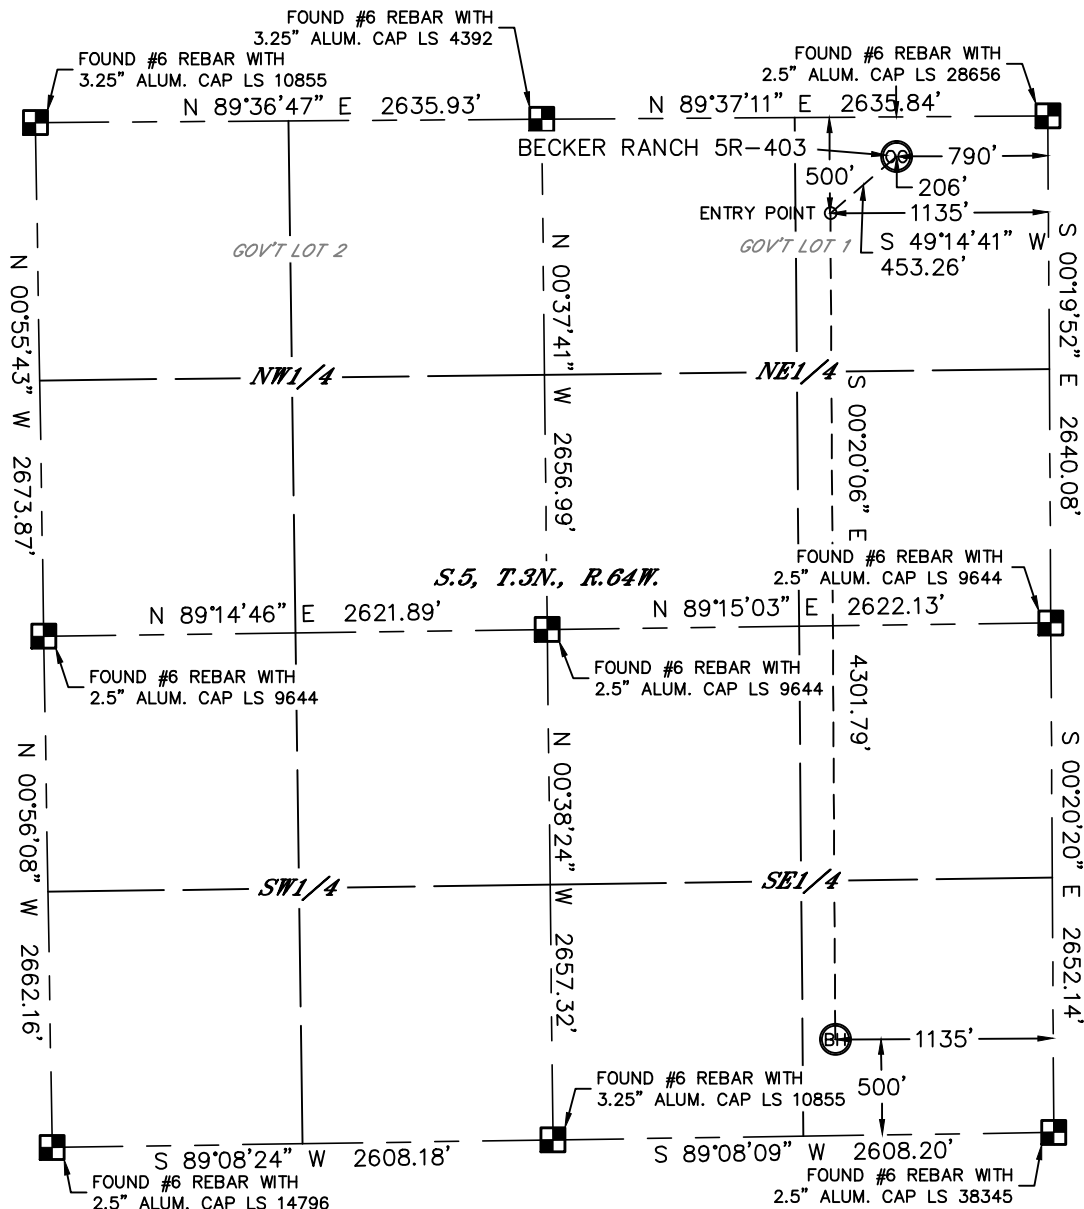 FOUND #6 REBAR WITH
3.25" ALUM. CAP LS 4392
FOUND #6 REBAR WITH
3.25" ALUM. CAP LS 10855
FOUND #6 REBAR WITH
2.5" ALUM. CAP LS 28656
N 89°36'47" E 2635.93'
N 89°37'11" E 2635.84'
BECKER RANCH 5R-403
OG
790'
500'
206'
ENTRY POINT
1135'
GOV'T LOT 2
GOV'T LOT 1
S 49°14'41" W
453.26'
N 00°55'43" W 2673.87'
N 00°37'41" W 2656.99'
S 00°19'52" E 2640.08'
NW1/4
NE1/4
S 00°20'06" E 4301.79'
S.5, T.3N., R.64W.
FOUND #6 REBAR WITH
2.5" ALUM. CAP LS 9644
N 89°14'46" E 2621.89'
N 89°15'03" E 2622.13'
FOUND #6 REBAR WITH
2.5" ALUM. CAP LS 9644
FOUND #6 REBAR WITH
2.5" ALUM. CAP LS 9644
N 00°56'08" W 2662.16'
N 00°38'24" W 2657.32'
S 00°20'20" E 2652.14'
SW1/4
SE1/4
BH
1135'
500'
FOUND #6 REBAR WITH
3.25" ALUM. CAP LS 10855
S 89°08'24" W 2608.18'
S 89°08'09" W 2608.20'
FOUND #6 REBAR WITH
2.5" ALUM. CAP LS 14796
FOUND #6 REBAR WITH
2.5" ALUM. CAP LS 38345